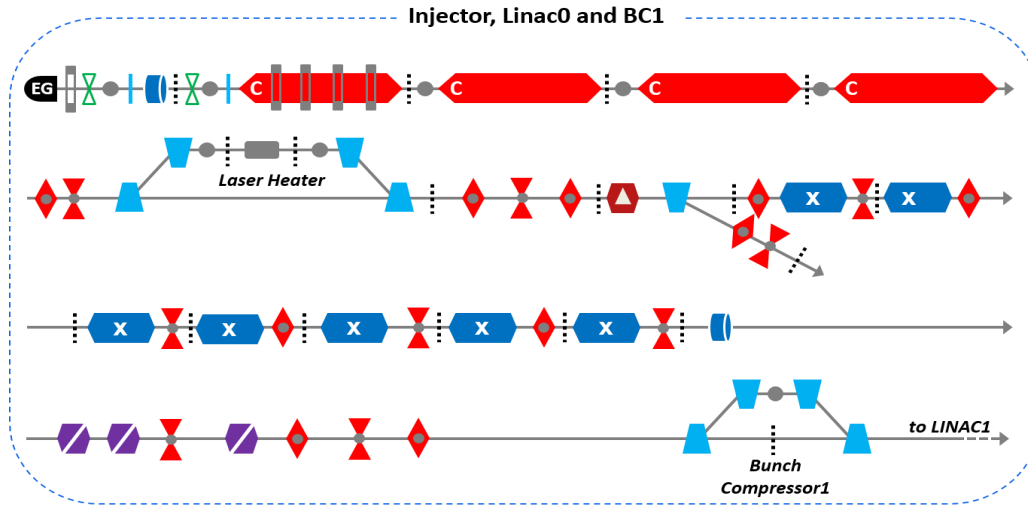 Injector, Linac0 and BC1
EG
C
C
C
C
Laser Heater
x
x
x
x
x
x
x
to LINAC1
Bunch
Compressor1